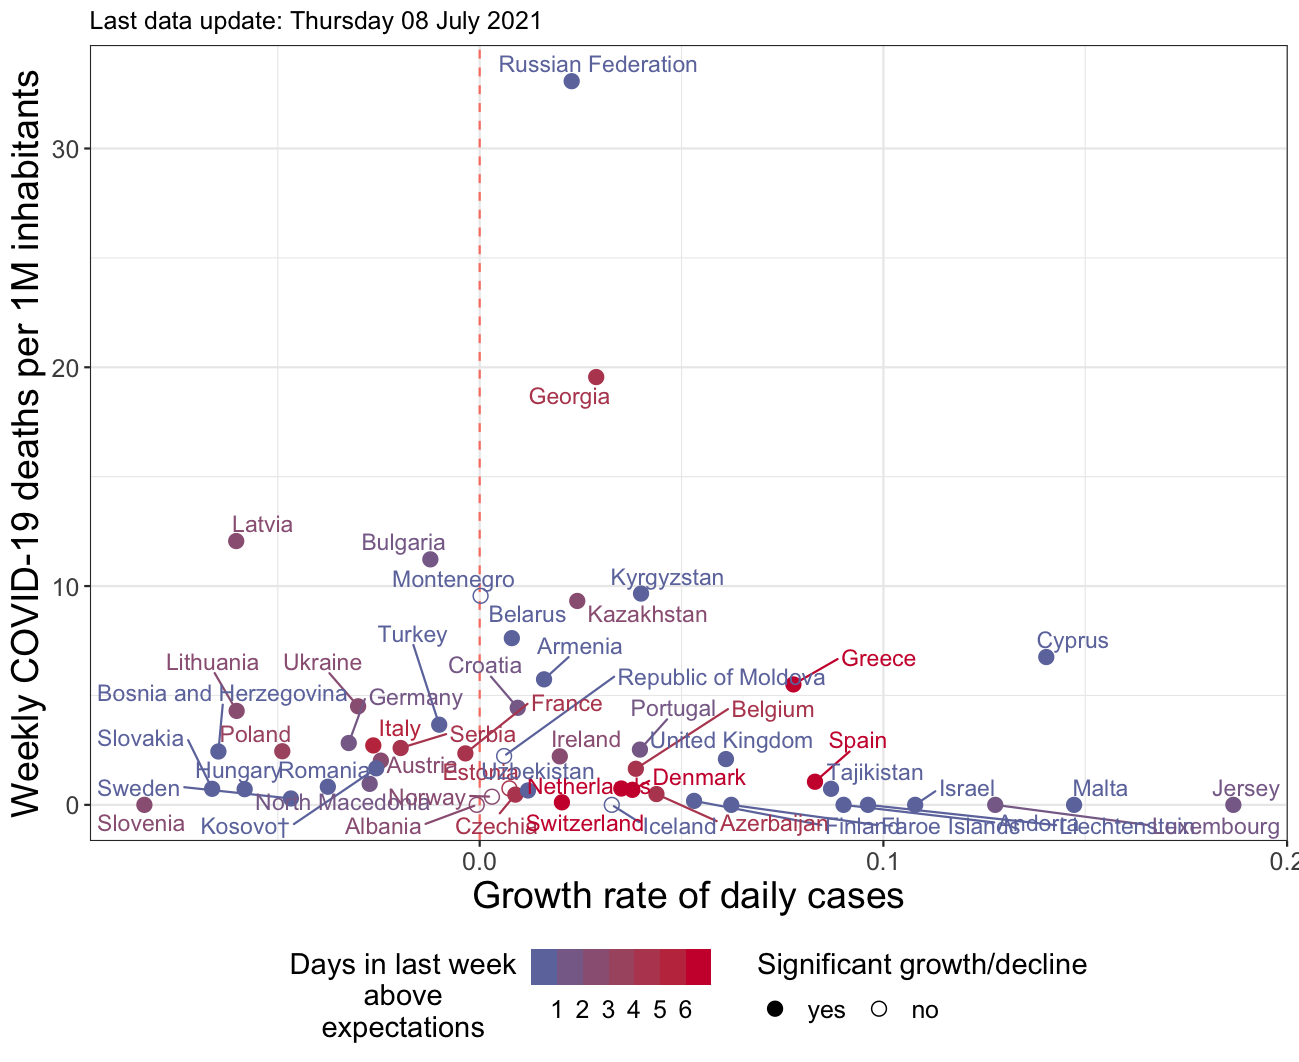 Last data update: Thursday 08 July 2021
Weekly COVID-19 deaths per 1M inhabitants
30
20
10
0
Russian Federation
Georgia
Latvia
Bulgaria
Montenegro
Kyrgyzstan
Belarus
Kazakhstan
Turkey
Armenia
Cyprus
Lithuania
Ukraine
Croatia
Greece
Republic of Moldova
Bosnia and Herzegovina
Germany
France
Portugal
Belgium
Slovakia
Poland
Italy
Serbia
Ireland
United Kingdom
Spain
Hungary
Romania
Austria
Estonia
Uzbekistan
Netherlands
Denmark
Tajikistan
Sweden
North Macedonia
Norway
Israel
Malta
Jersey
Slovenia
Kosovo†
Albania
Czechia
Switzerland
Iceland
Azerbaijan
Finland
Faroe Islands
Andorra
Liechtenstein
Luxembourg
0.0
0.1
0.2
Growth rate of daily cases
Days in last week
above
expectations
1 2 3 4 5 6
Significant growth/decline
yes
no